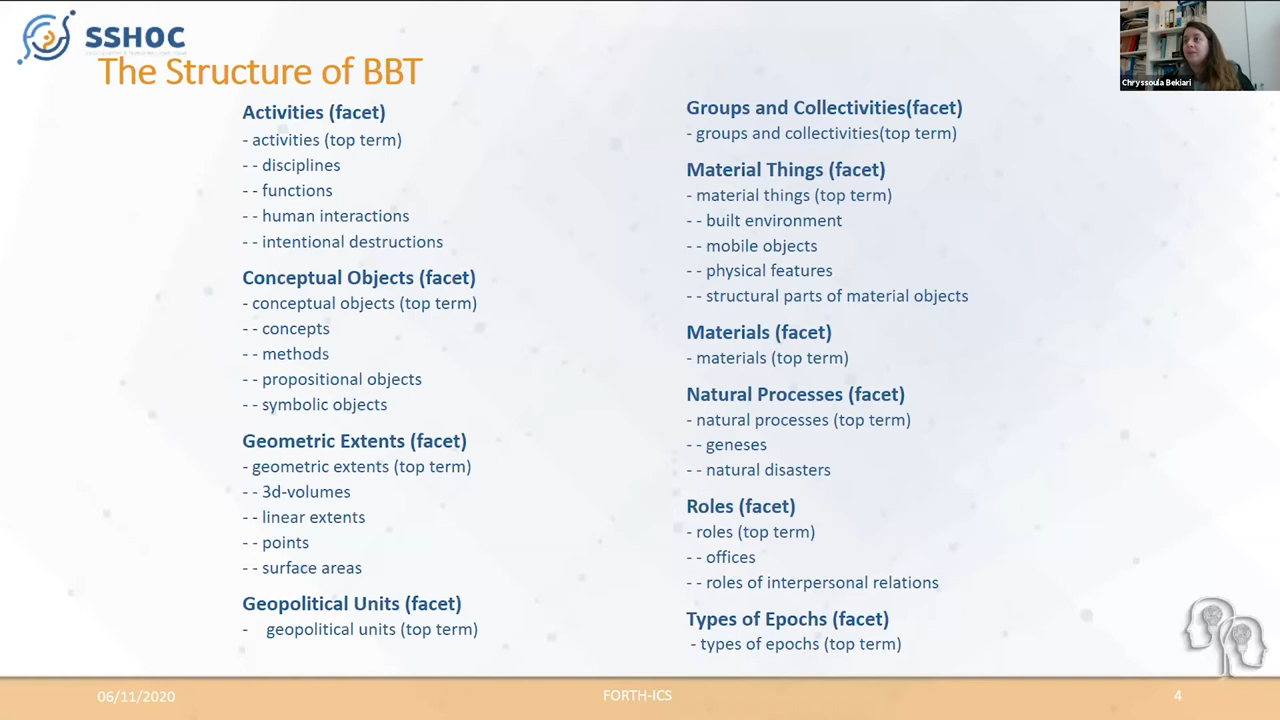 SSHOC
The Structure of BBT
Activities (facet)
- activities (top term)
- - disciplines
- - functions
- - human interactions
- - intentional destructions
Conceptual Objects (facet)
- conceptual objects (top term)
- - concepts
- - methods
- - propositional objects
- - symbolic objects
Geometric Extents (facet)
- geometric extents (top term)
- - 3d-volumes
- - linear extents
- - points
- - surface areas
Geopolitical Units (facet)
- geopolitical units (top term)
Groups and Collectivities(facet)
- groups and collectivities(top term)
Material Things (facet)
- material things (top term)
- - built environment
- - mobile objects
- - physical features
- - structural parts of material objects
Materials (facet)
- materials (top term)
Natural Processes (facet)
- natural processes (top term)
- - geneses
- - natural disasters
Roles (facet)
- roles (top term)
- - offices
- - roles of interpersonal relations
Types of Epochs (facet)
- types of epochs (top term)
Chryssoula Bekiari
06/11/2020
FORTH-ICS
4